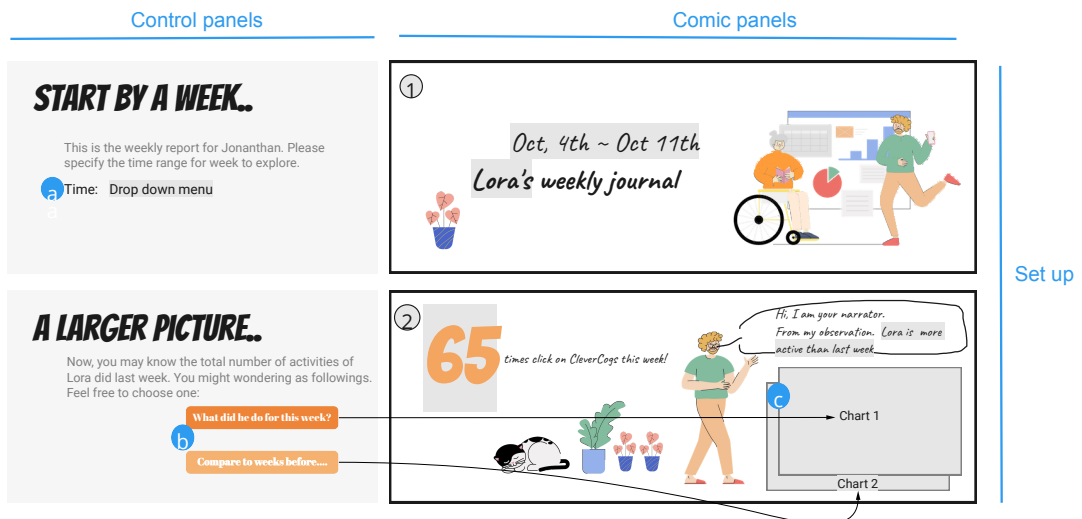 Control panels
Comic panels
START BY A WEEK..
This is the weekly report for Jonanthan. Please
specify the time range for week to explore.
a
a
Time: Drop down menu
1
Oct, 4th ~ Oct 11th
Lora's weekly journal
Set up
A LARGER PICTURE..
Now, you may know the total number of activities of
Lora did last week. You might wondering as followings.
Feel free to choose one:
What did he do for this week?
b
Compare to weeks before....
2
65
times click on CleverCogs this week!
Hi, I am your narrator.
From my observation. Lora is more
active than last week
c
Chart 1
Chart 2